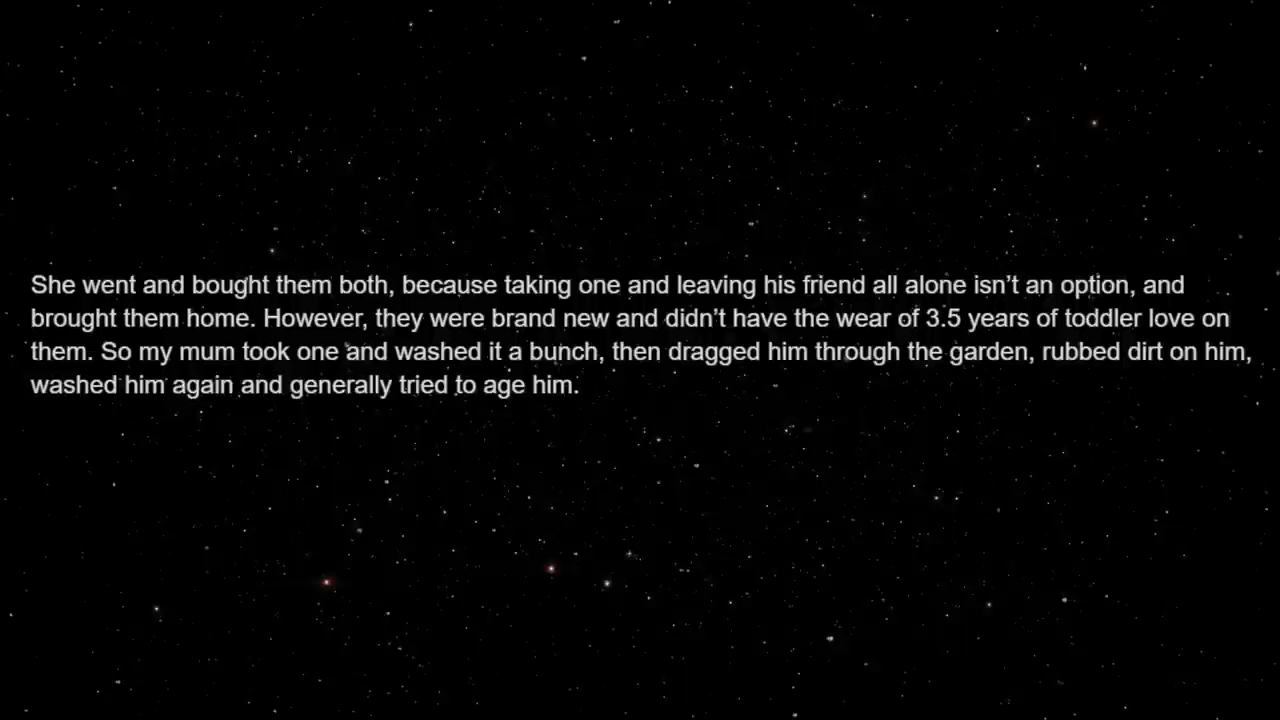 She went and bought them both, because taking one and leaving his friend all alone isn’t an option, and
brought them home. However, they were brand new and didn’t have the wear of 3.5 years of toddler love on
them. So my mum took one and washed it a bunch, then dragged him through the garden, rubbed dirt on him,
washed him again and generally tried to age him.